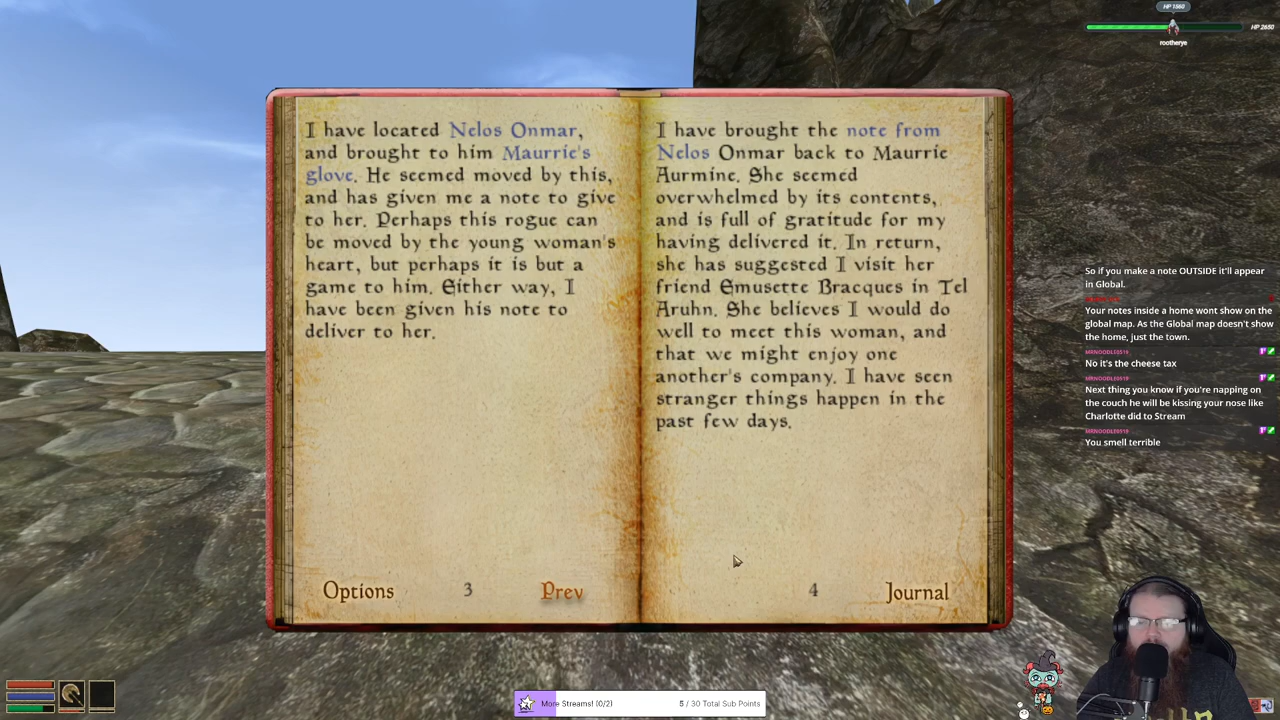 HP 1860
HP 2650
rootherye
I have located Nelos Onmar,
and brought to him Maurrie's
glove. He seemed moved by this,
and has given me a note to give
to her. Perhaps this rogue can
be moved by the young woman's
heart, but perhaps it is but a
game to him. Either way, I
have been given his note to
deliver to her.
Options
3
Prev
I have brought the note from
Nelos Onmar back to Maurrie
Aurmine. She seemed
overwhelmed by its contents,
and is full of gratitude for my
having delivered it. In return,
she has suggested I visit her
friend Emusette Bracques in Tel
Aruhn. She believes I would do
well to meet this woman, and
that we might enjoy one
another's company. I have seen
stranger things happen in the
past few days.
4
Journal
So if you make a note OUTSIDE it'll appear
in Global.
Your notes inside a home wont show on the
global map. As the Global map doesn't show
the home, just the town.
MRNOODLE0519
No it's the cheese tax
MRNOODLE0519
Next thing you know if you're napping on
the couch he will be kissing your nose like
Charlotte did to Stream
MRNOODLE0519
You smell terrible
More Streams! (0/2)
5 / 30 Total Sub Points